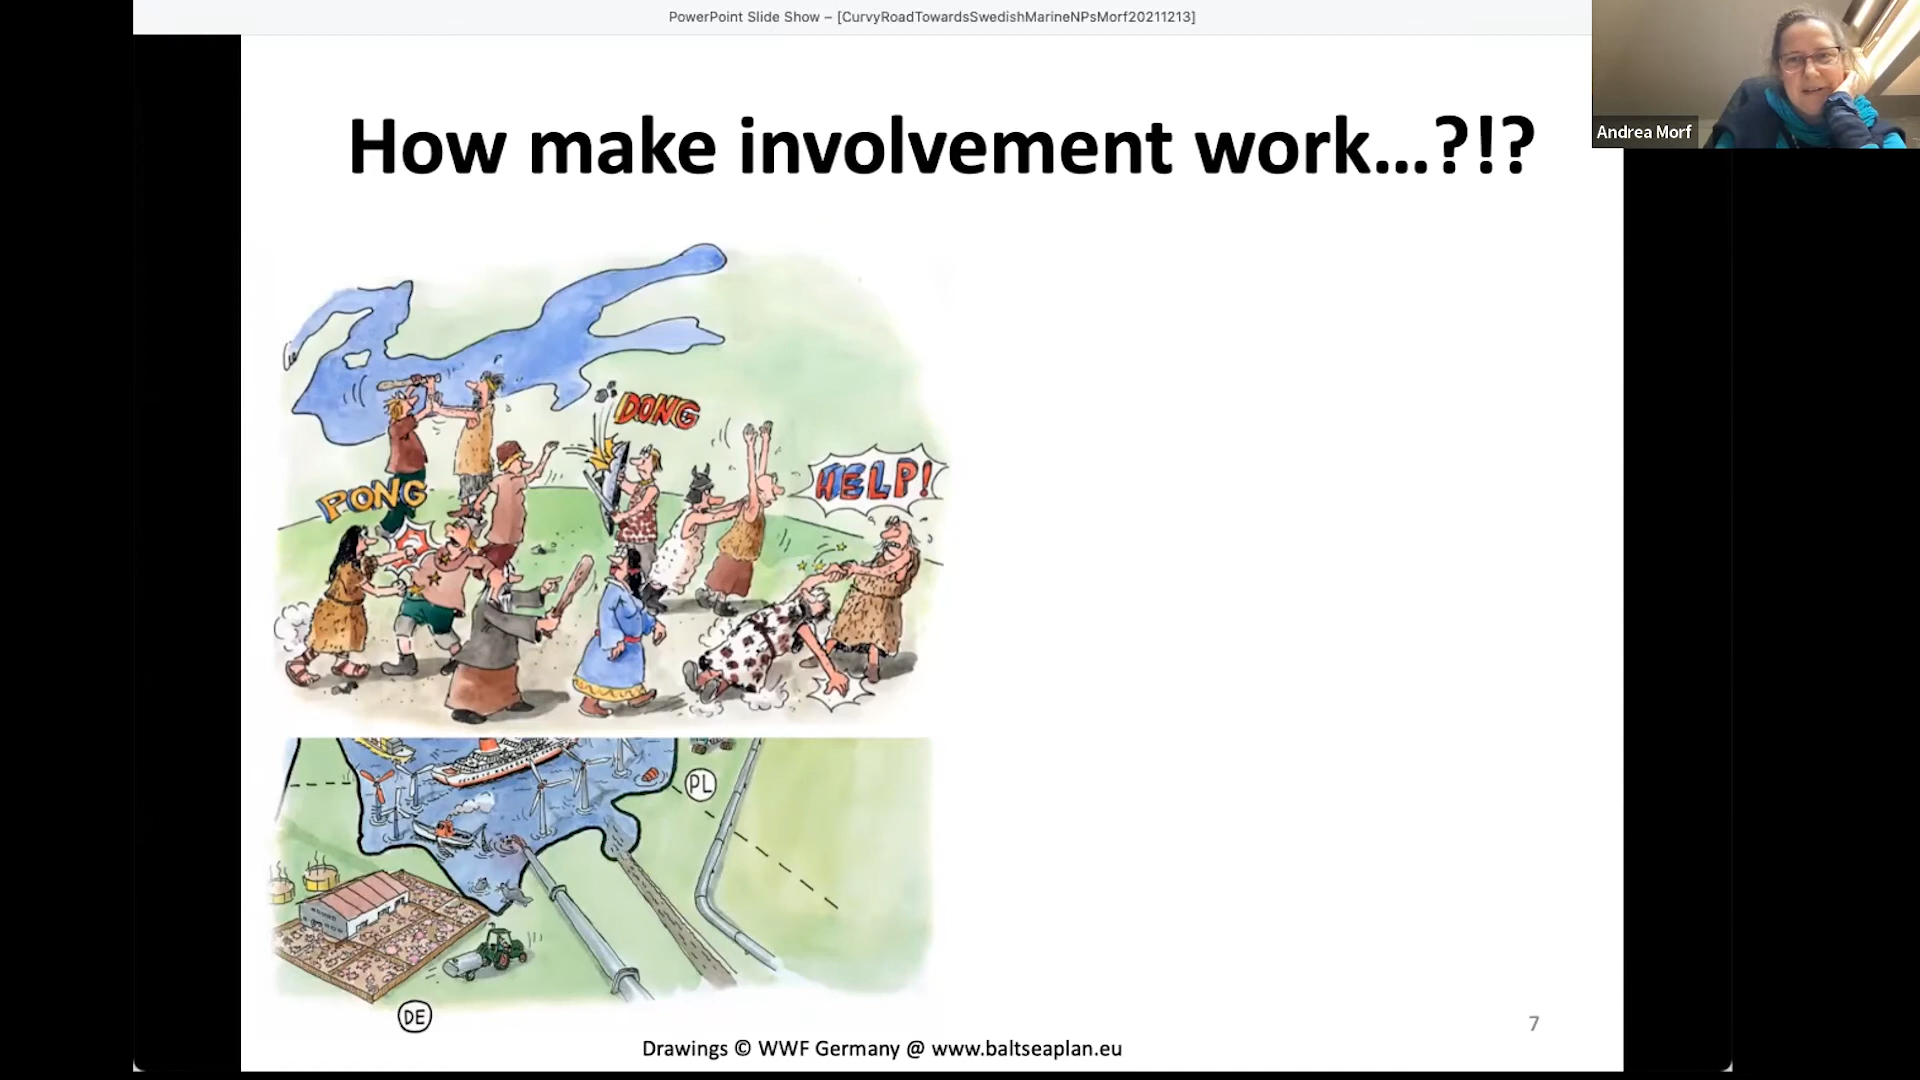 PowerPoint Slide Show – [CurvyRoadTowardsSwedishMarineNPsMorf20211213]
Andrea Morf
How make involvement work...?!?
DONG
HELP!
PONG
PL
DE
7
Drawings © WWF Germany @ www.baltseaplan.eu